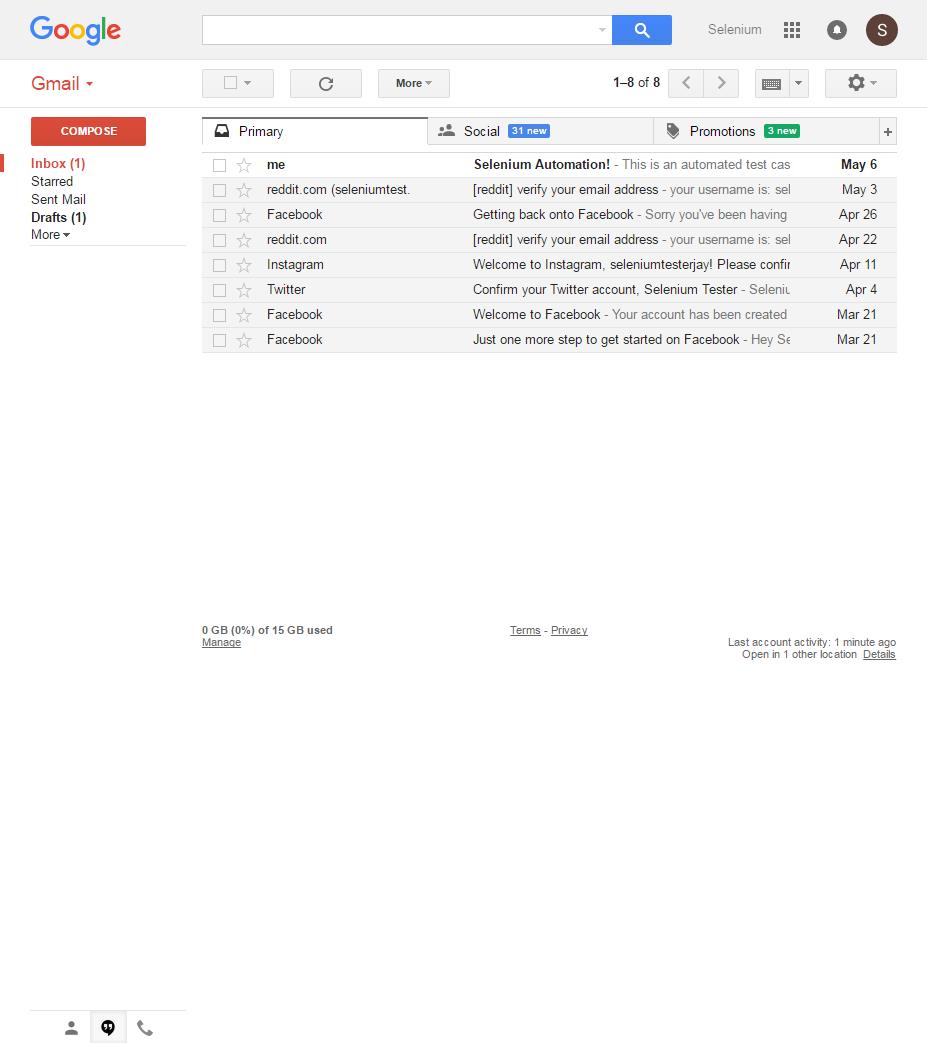 Google
Selenium
S
Gmail
More
1–8 of 8
COMPOSE
Primary
Social 31 new
Promotions 3 new
+
Inbox (1)
Starred
Sent Mail
Drafts (1)
More
me Selenium Automation! - This is an automated test cas May 6
reddit.com (seleniumtest. [reddit] verify your email address - your username is: sel May 3
Facebook Getting back onto Facebook - Sorry you've been having Apr 26
reddit.com [reddit] verify your email address - your username is: sel Apr 22
Instagram Welcome to Instagram, seleniumtesterjay! Please confir Apr 11
Twitter Confirm your Twitter account, Selenium Tester - Seleniu Apr 4
Facebook Welcome to Facebook - Your account has been created Mar 21
Facebook Just one more step to get started on Facebook - Hey Se Mar 21
0 GB (0%) of 15 GB used
Manage
Terms - Privacy
Last account activity: 1 minute ago
Open in 1 other location Details